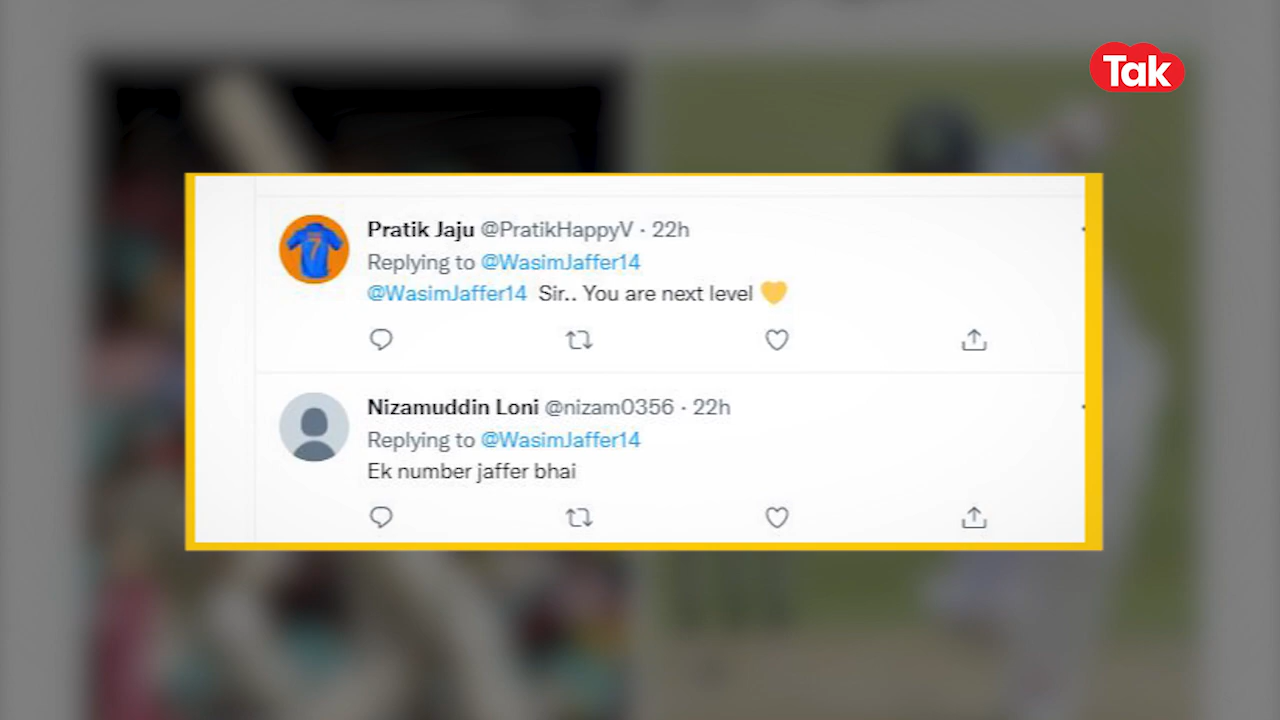 Tak
Pratik Jaju @PratikHappyV · 22h
Replying to @WasimJaffer14
@WasimJaffer14 Sir.. You are next level 💛
Nizamuddin Loni @nizam0356 · 22h
Replying to @WasimJaffer14
Ek number jaffer bhai